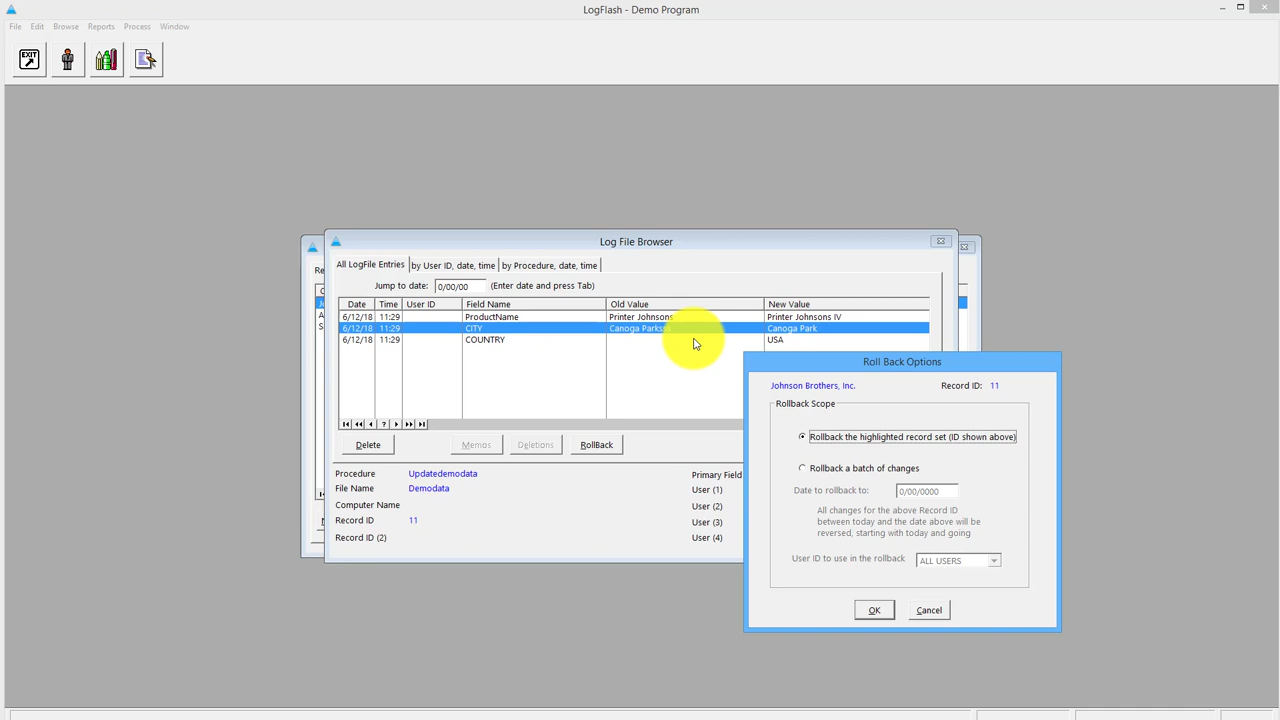 LogFlash - Demo Program
File Edit Browse Reports Process Window
EXIT
Log File Browser
All LogFile Entries by User ID, date, time by Procedure, date, time
Jump to date: 0/00/00 (Enter date and press Tab)
Date Time User ID Field Name Old Value New Value
6/12/18 11:29 ProductName Printer Johnsons Printer Johnsons IV
6/12/18 11:29 CITY Canoga Park Canoga Park
6/12/18 11:29 COUNTRY USA
Delete Memos Deletions RollBack
Procedure Updatedemodata
File Name Demodata
Computer Name
Record ID 11
Record ID (2)
Primary Field
User (1)
User (2)
User (3)
User (4)
Roll Back Options
Johnson Brothers, Inc. Record ID: 11
Rollback Scope
Rollback the highlighted record set (ID shown above)
Rollback a batch of changes
Date to rollback to: 0/00/0000
All changes for the above Record ID
between today and the date above will be
reversed, starting with today and going
User ID to use in the rollback ALL USERS
OK Cancel